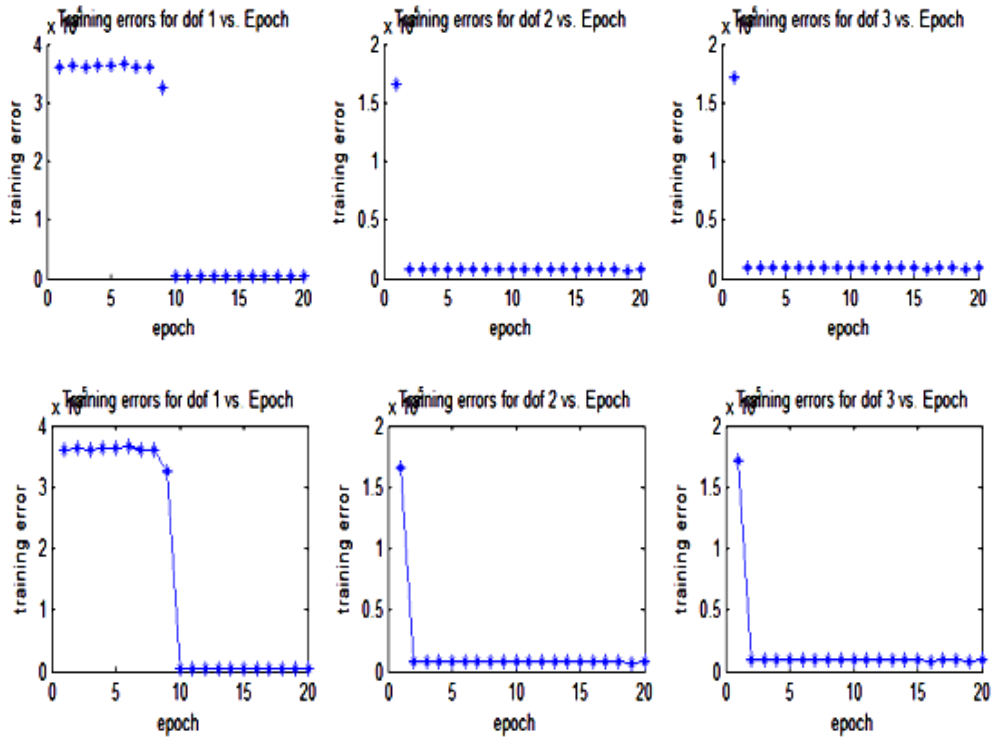 x 10^5 Training errors for dof 1 vs. Epoch
4
3
2
1
0
training error
0 5 10 15 20
epoch
x 10^5 Training errors for dof 2 vs. Epoch
2
1.5
1
0.5
0
training error
0 5 10 15 20
epoch
x 10^5 Training errors for dof 3 vs. Epoch
2
1.5
1
0.5
0
training error
0 5 10 15 20
epoch
x 10^5 Training errors for dof 1 vs. Epoch
4
3
2
1
0
training error
0 5 10 15 20
epoch
x 10^5 Training errors for dof 2 vs. Epoch
2
1.5
1
0.5
0
training error
0 5 10 15 20
epoch
x 10^5 Training errors for dof 3 vs. Epoch
2
1.5
1
0.5
0
training error
0 5 10 15 20
epoch